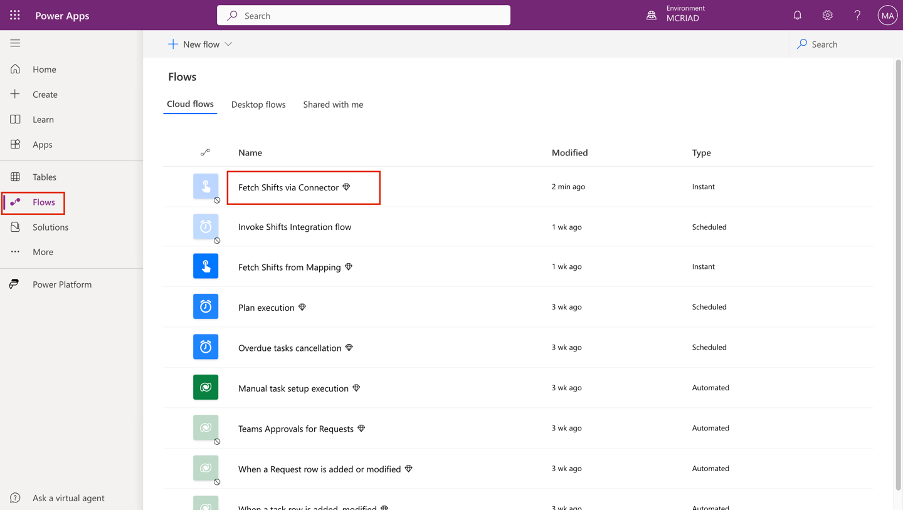 Power Apps
Search
Environment
MCRIAD
?
MA
New flow
Search
Home
Create
Learn
Apps
Tables
Flows
Solutions
More
Power Platform
Ask a virtual agent
Flows
Cloud flows Desktop flows Shared with me
Name Modified Type
Fetch Shifts via Connector 2 min ago Instant
Invoke Shifts Integration flow 1 wk ago Scheduled
Fetch Shifts from Mapping 1 wk ago Instant
Plan execution 3 wk ago Scheduled
Overdue tasks cancellation 3 wk ago Scheduled
Manual task setup execution 3 wk ago Automated
Teams Approvals for Requests 3 wk ago Automated
When a Request row is added or modified 3 wk ago Automated
When a task row is added, modified 3 wk ago Automated